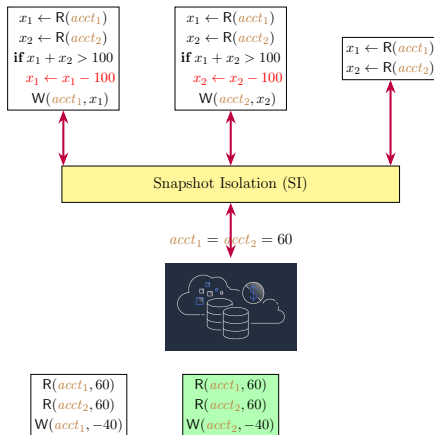 x₁ ← R(acct₁)
x₂ ← R(acct₂)
if x₁ + x₂ > 100
x₁ ← x₁ − 100
W(acct₁, x₁)
x₁ ← R(acct₁)
x₂ ← R(acct₂)
if x₁ + x₂ > 100
x₂ ← x₂ − 100
W(acct₂, x₂)
x₁ ← R(acct₁)
x₂ ← R(acct₂)
Snapshot Isolation (SI)
acct₁ = acct₂ = 60
R(acct₁, 60)
R(acct₂, 60)
W(acct₁, −40)
R(acct₁, 60)
R(acct₂, 60)
W(acct₂, −40)